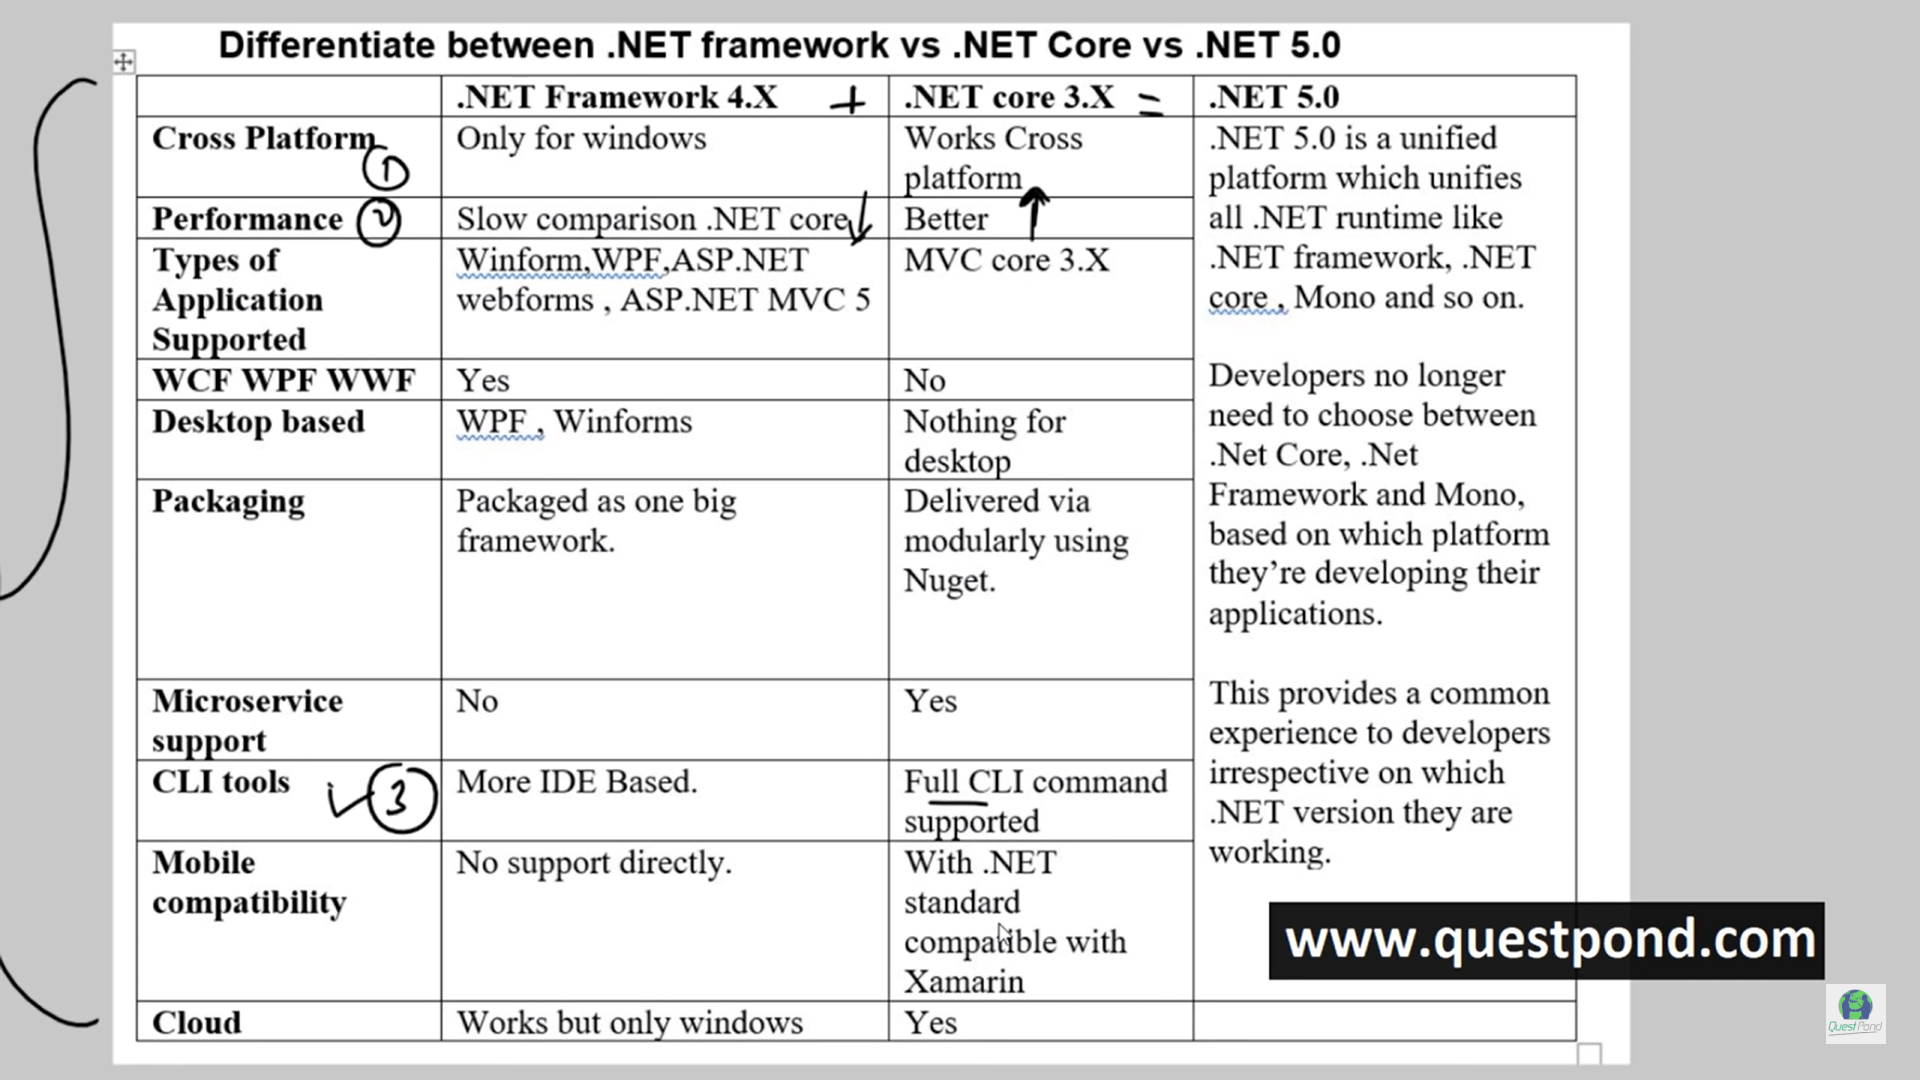 Differentiate between .NET framework vs .NET Core vs .NET 5.0
.NET Framework 4.X +
.NET core 3.X =
.NET 5.0
Cross Platform
1
Only for windows
Works Cross
platform
Performance 2
Slow comparison .NET core
Better
Types of
Application
Supported
Winform,WPF,ASP.NET
webforms , ASP.NET MVC 5
MVC core 3.X
WCF WPF WWF
Yes
No
Desktop based
WPF , Winforms
Nothing for
desktop
Packaging
Packaged as one big
framework.
Delivered via
modularly using
Nuget.
Microservice
support
No
Yes
CLI tools
3
More IDE Based.
Full CLI command
supported
Mobile
compatibility
No support directly.
With .NET
standard
compatible with
Xamarin
Cloud
Works but only windows
Yes
.NET 5.0 is a unified
platform which unifies
all .NET runtime like
.NET framework, .NET
core , Mono and so on.
Developers no longer
need to choose between
.Net Core, .Net
Framework and Mono,
based on which platform
they’re developing their
applications.
This provides a common
experience to developers
irrespective on which
.NET version they are
working.
www.questpond.com
QuestPond